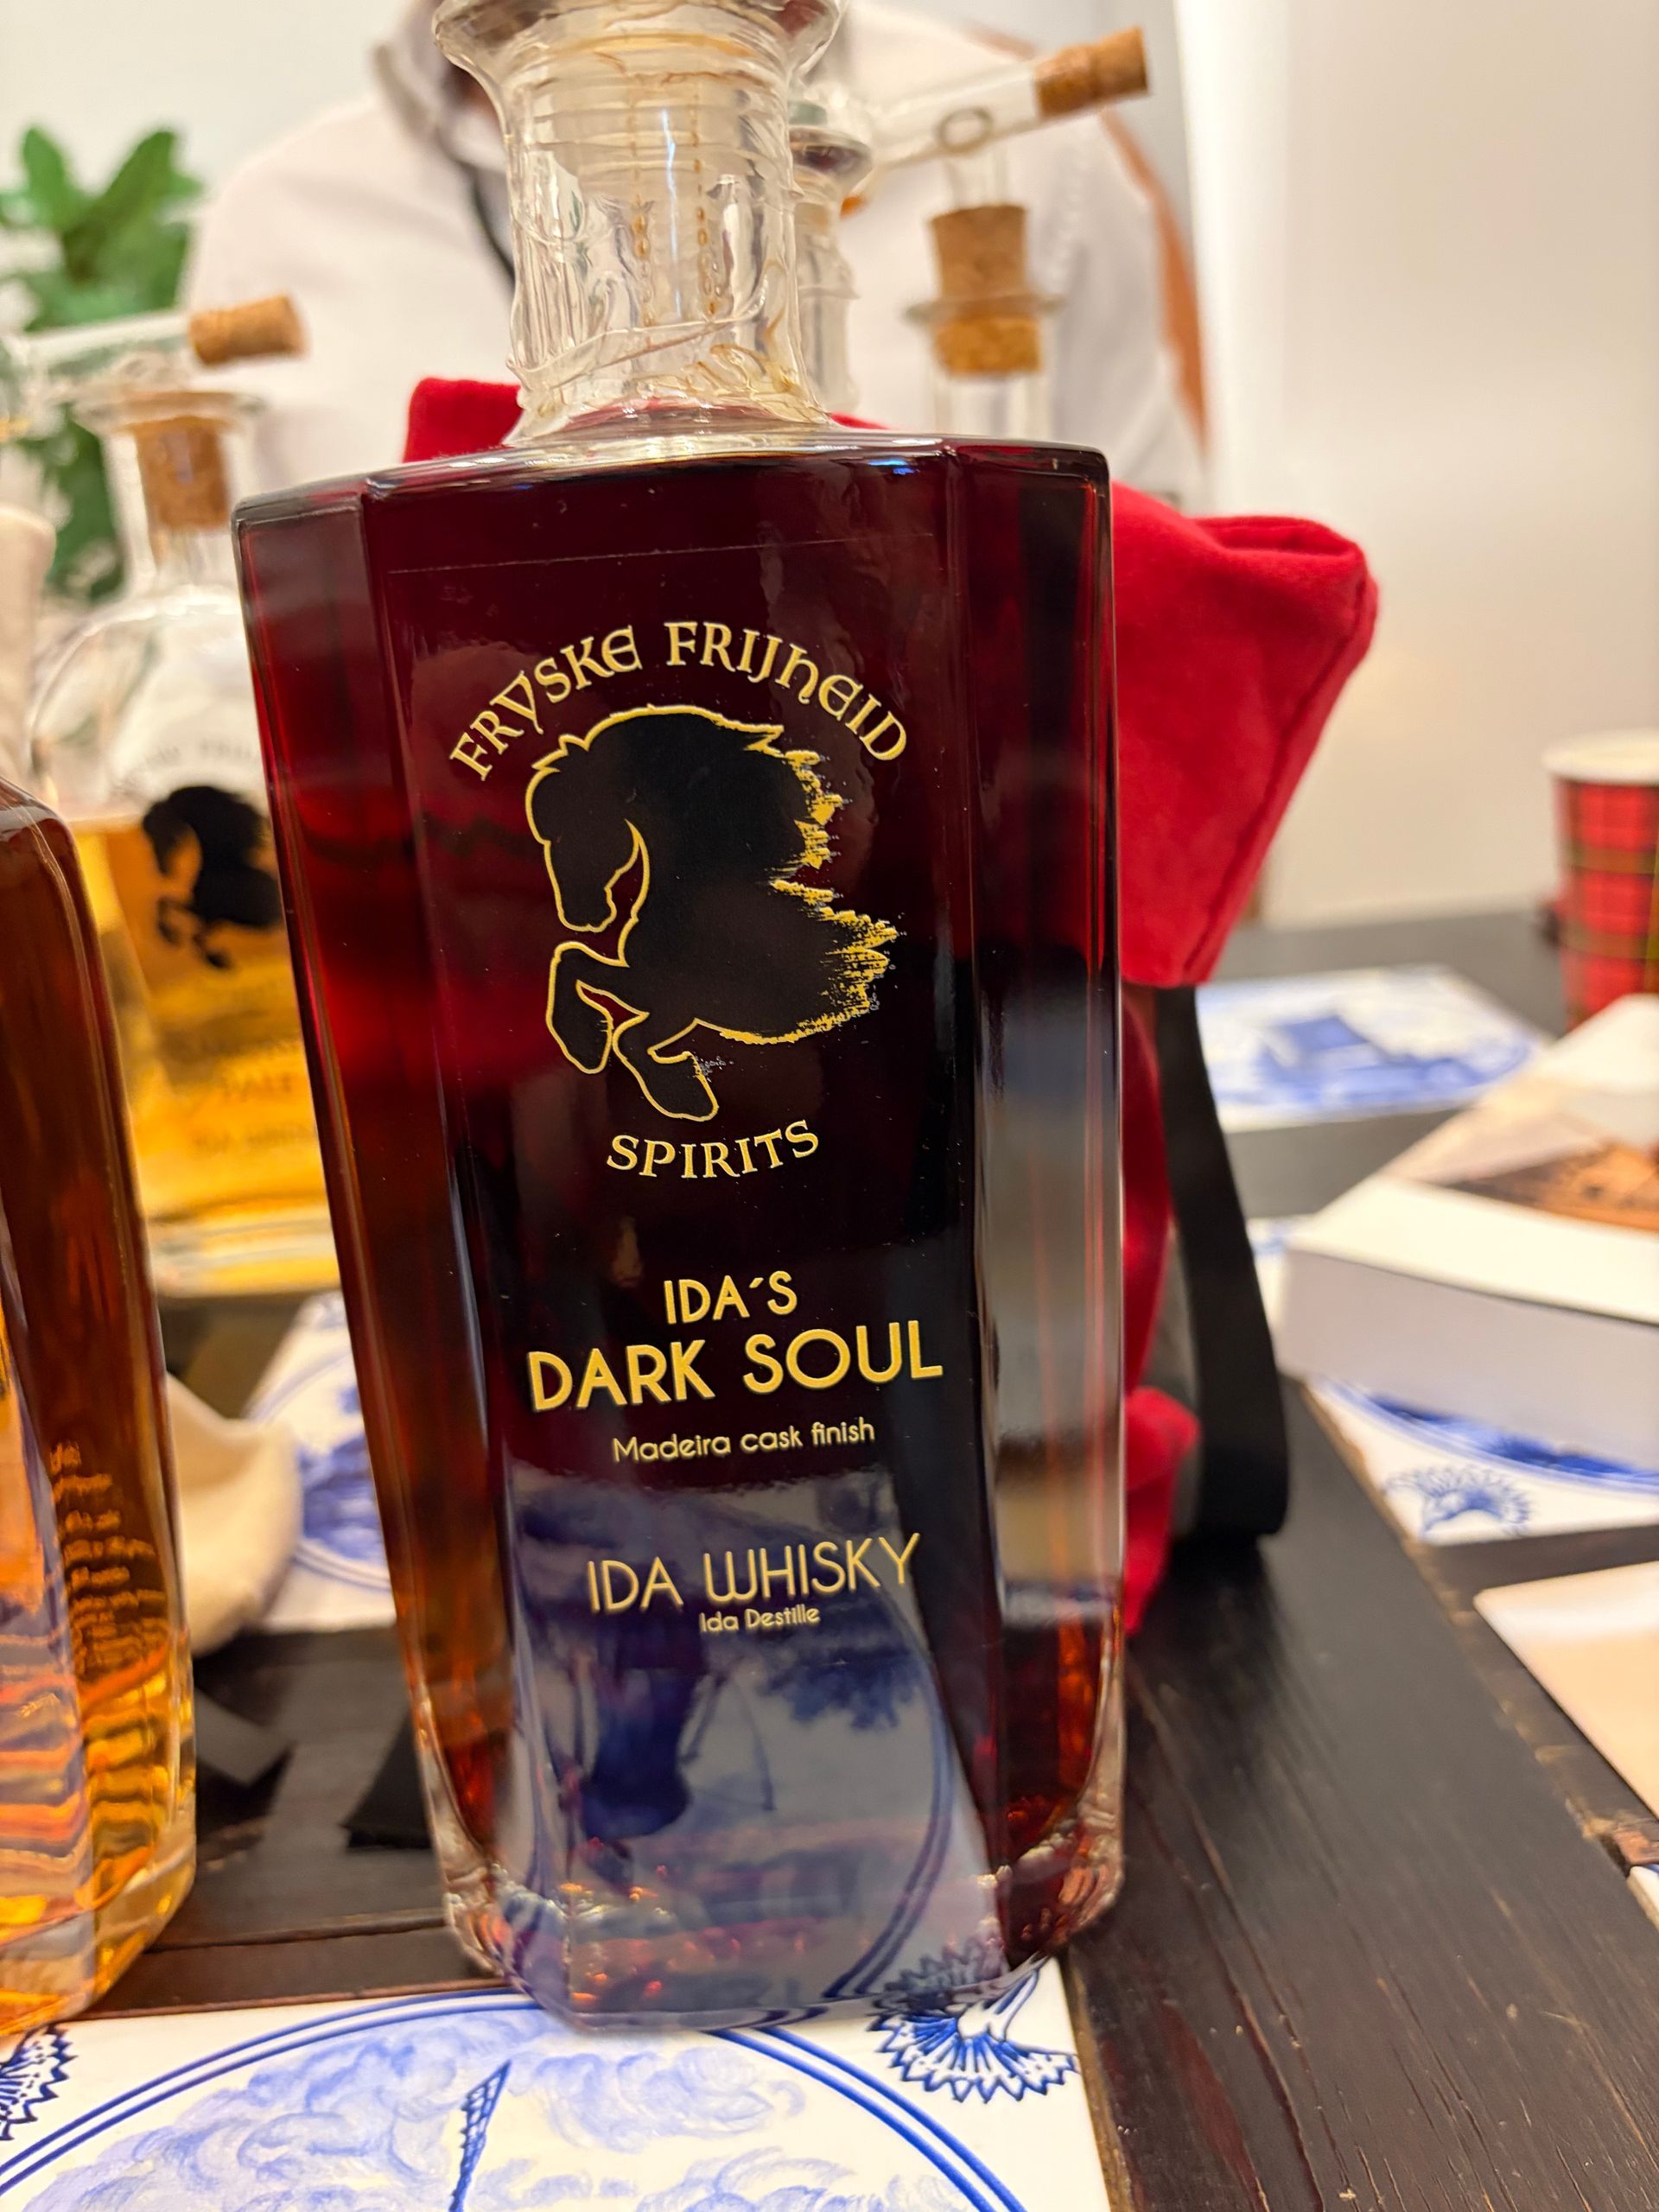 FRYSKE FRIJHEID
SPIRITS
IDA´S
DARK SOUL
Madeira cask finish
IDA WHISKY
Ida Destille